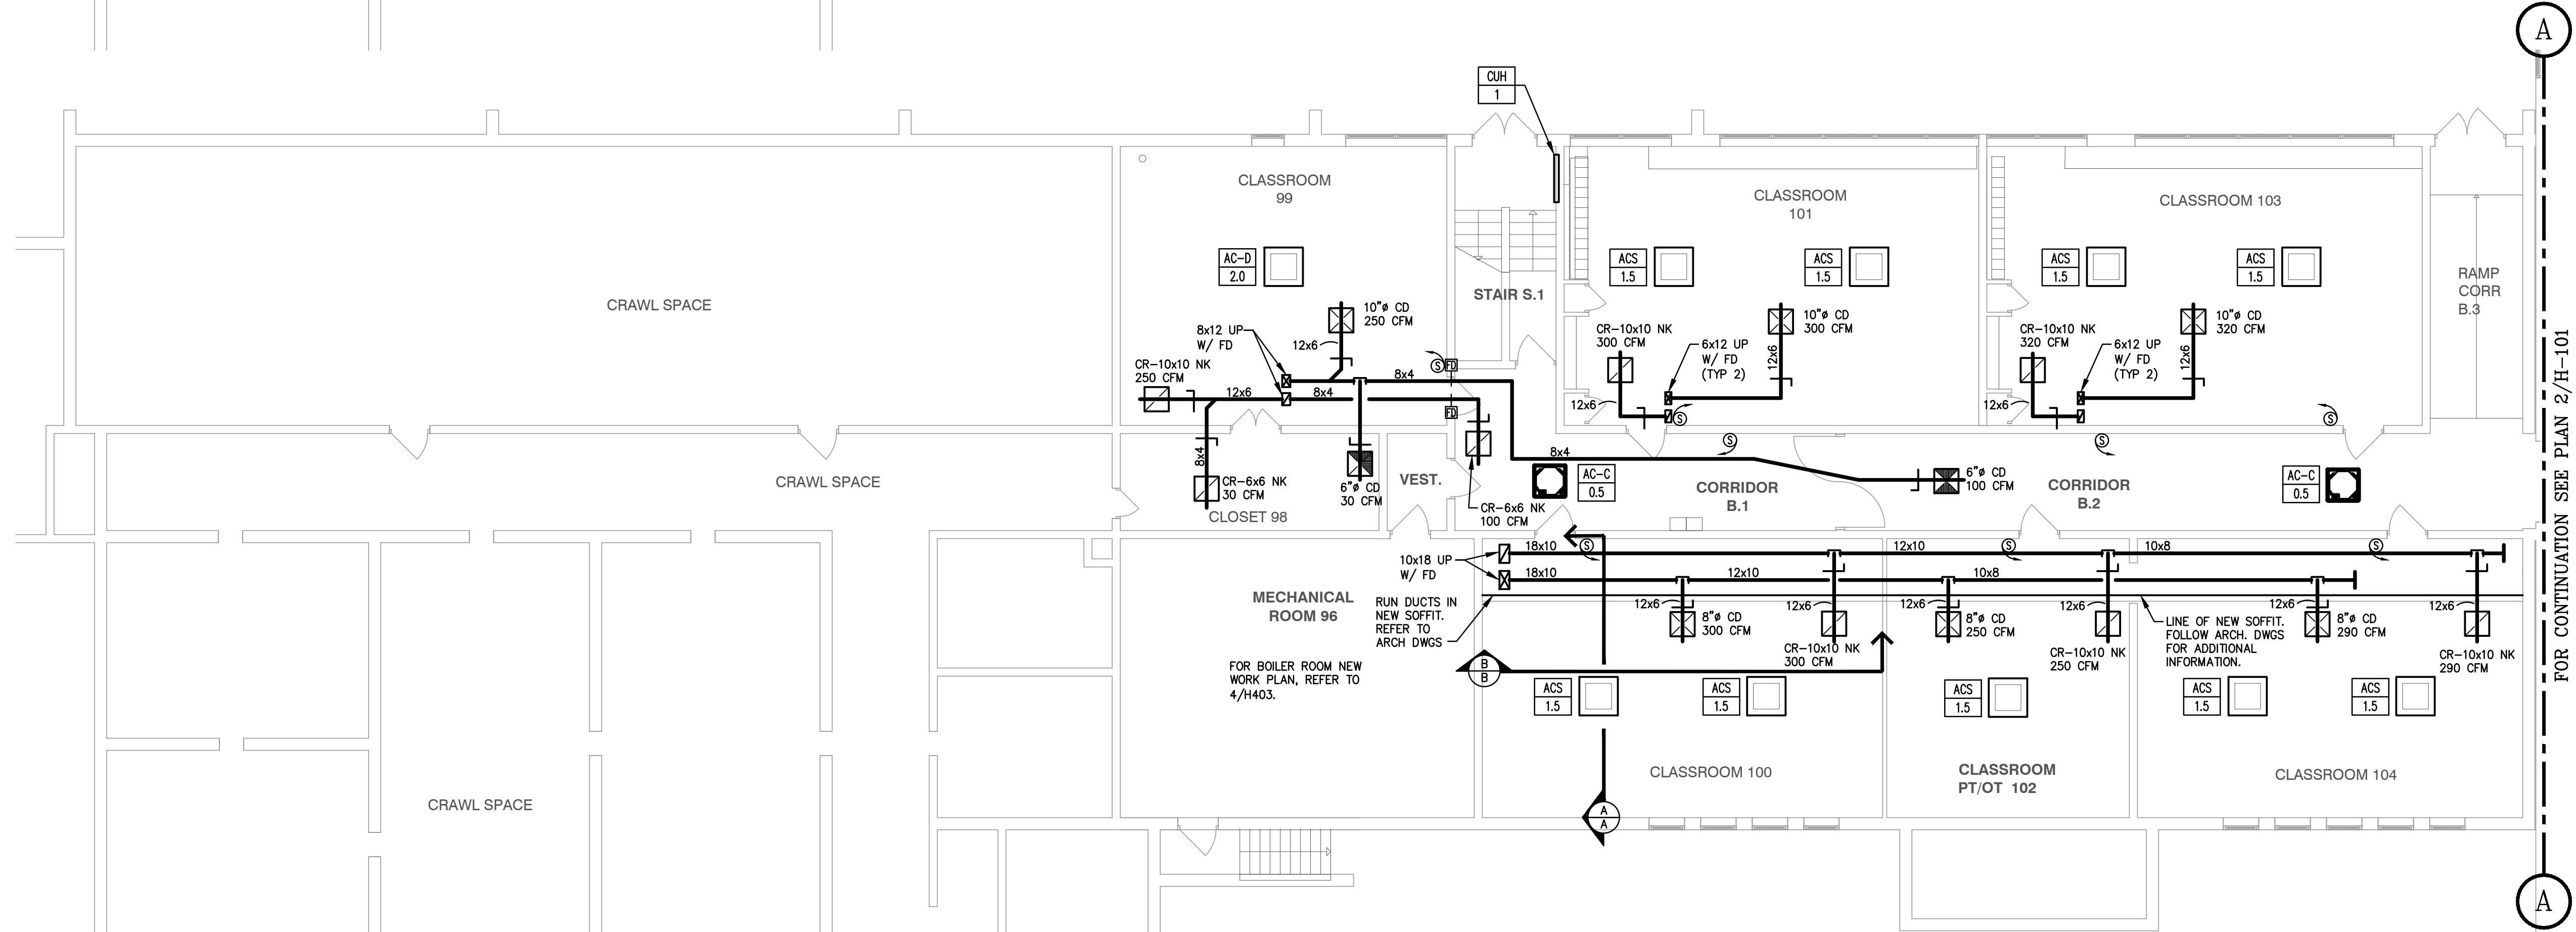 A
CUH
1
CLASSROOM
99
CLASSROOM
101
CLASSROOM 103
AC-D
2.0
ACS
1.5
ACS
1.5
ACS
1.5
ACS
1.5
CRAWL SPACE
STAIR S.1
RAMP
CORR
B.3
8x12 UP
W/ FD
12x6
10"ø CD
250 CFM
CR-10x10 NK
250 CFM
12x6
8x4
8x4
S
FD
FD
CR-10x10 NK
300 CFM
6x12 UP
W/ FD
(TYP 2)
12x6
10"ø CD
300 CFM
12x6
S
CR-10x10 NK
320 CFM
6x12 UP
W/ FD
(TYP 2)
12x6
10"ø CD
320 CFM
12x6
S
FOR CONTINUATION SEE PLAN 2/H-101
CRAWL SPACE
8x4
CR-6x6 NK
30 CFM
CLOSET 98
6"ø CD
30 CFM
VEST.
CR-6x6 NK
100 CFM
8x4
AC-C
0.5
S
CORRIDOR
B.1
6"ø CD
100 CFM
S
CORRIDOR
B.2
AC-C
0.5
10x18 UP
W/ FD
18x10
S
12x10
S
10x8
S
18x10
12x10
10x8
MECHANICAL
ROOM 96
RUN DUCTS IN
NEW SOFFIT.
REFER TO
ARCH DWGS
12x6
8"ø CD
300 CFM
12x6
CR-10x10 NK
300 CFM
12x6
8"ø CD
250 CFM
12x6
CR-10x10 NK
250 CFM
LINE OF NEW SOFFIT.
FOLLOW ARCH. DWGS
FOR ADDITIONAL
INFORMATION.
12x6
8"ø CD
290 CFM
12x6
CR-10x10 NK
290 CFM
FOR BOILER ROOM NEW
WORK PLAN, REFER TO
4/H403.
B
B
ACS
1.5
ACS
1.5
ACS
1.5
ACS
1.5
ACS
1.5
CRAWL SPACE
CLASSROOM 100
CLASSROOM
PT/OT 102
CLASSROOM 104
A
A
A